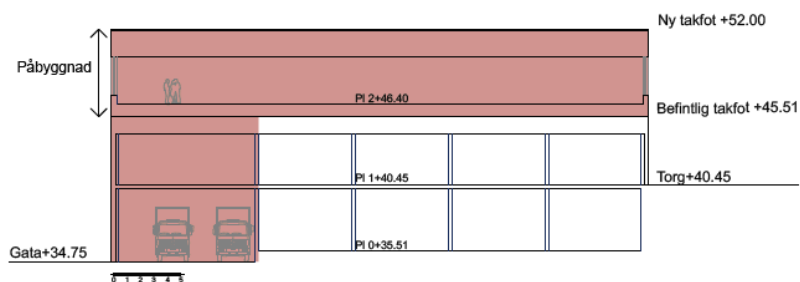 Ny takfot +52.00
Påbyggnad
Pl 2+46.40
Befintlig takfot +45.51
Pl 1+40.45
Torg+40.45
Pl 0+35.51
Gata+34.75
0 1 2 3 4 5